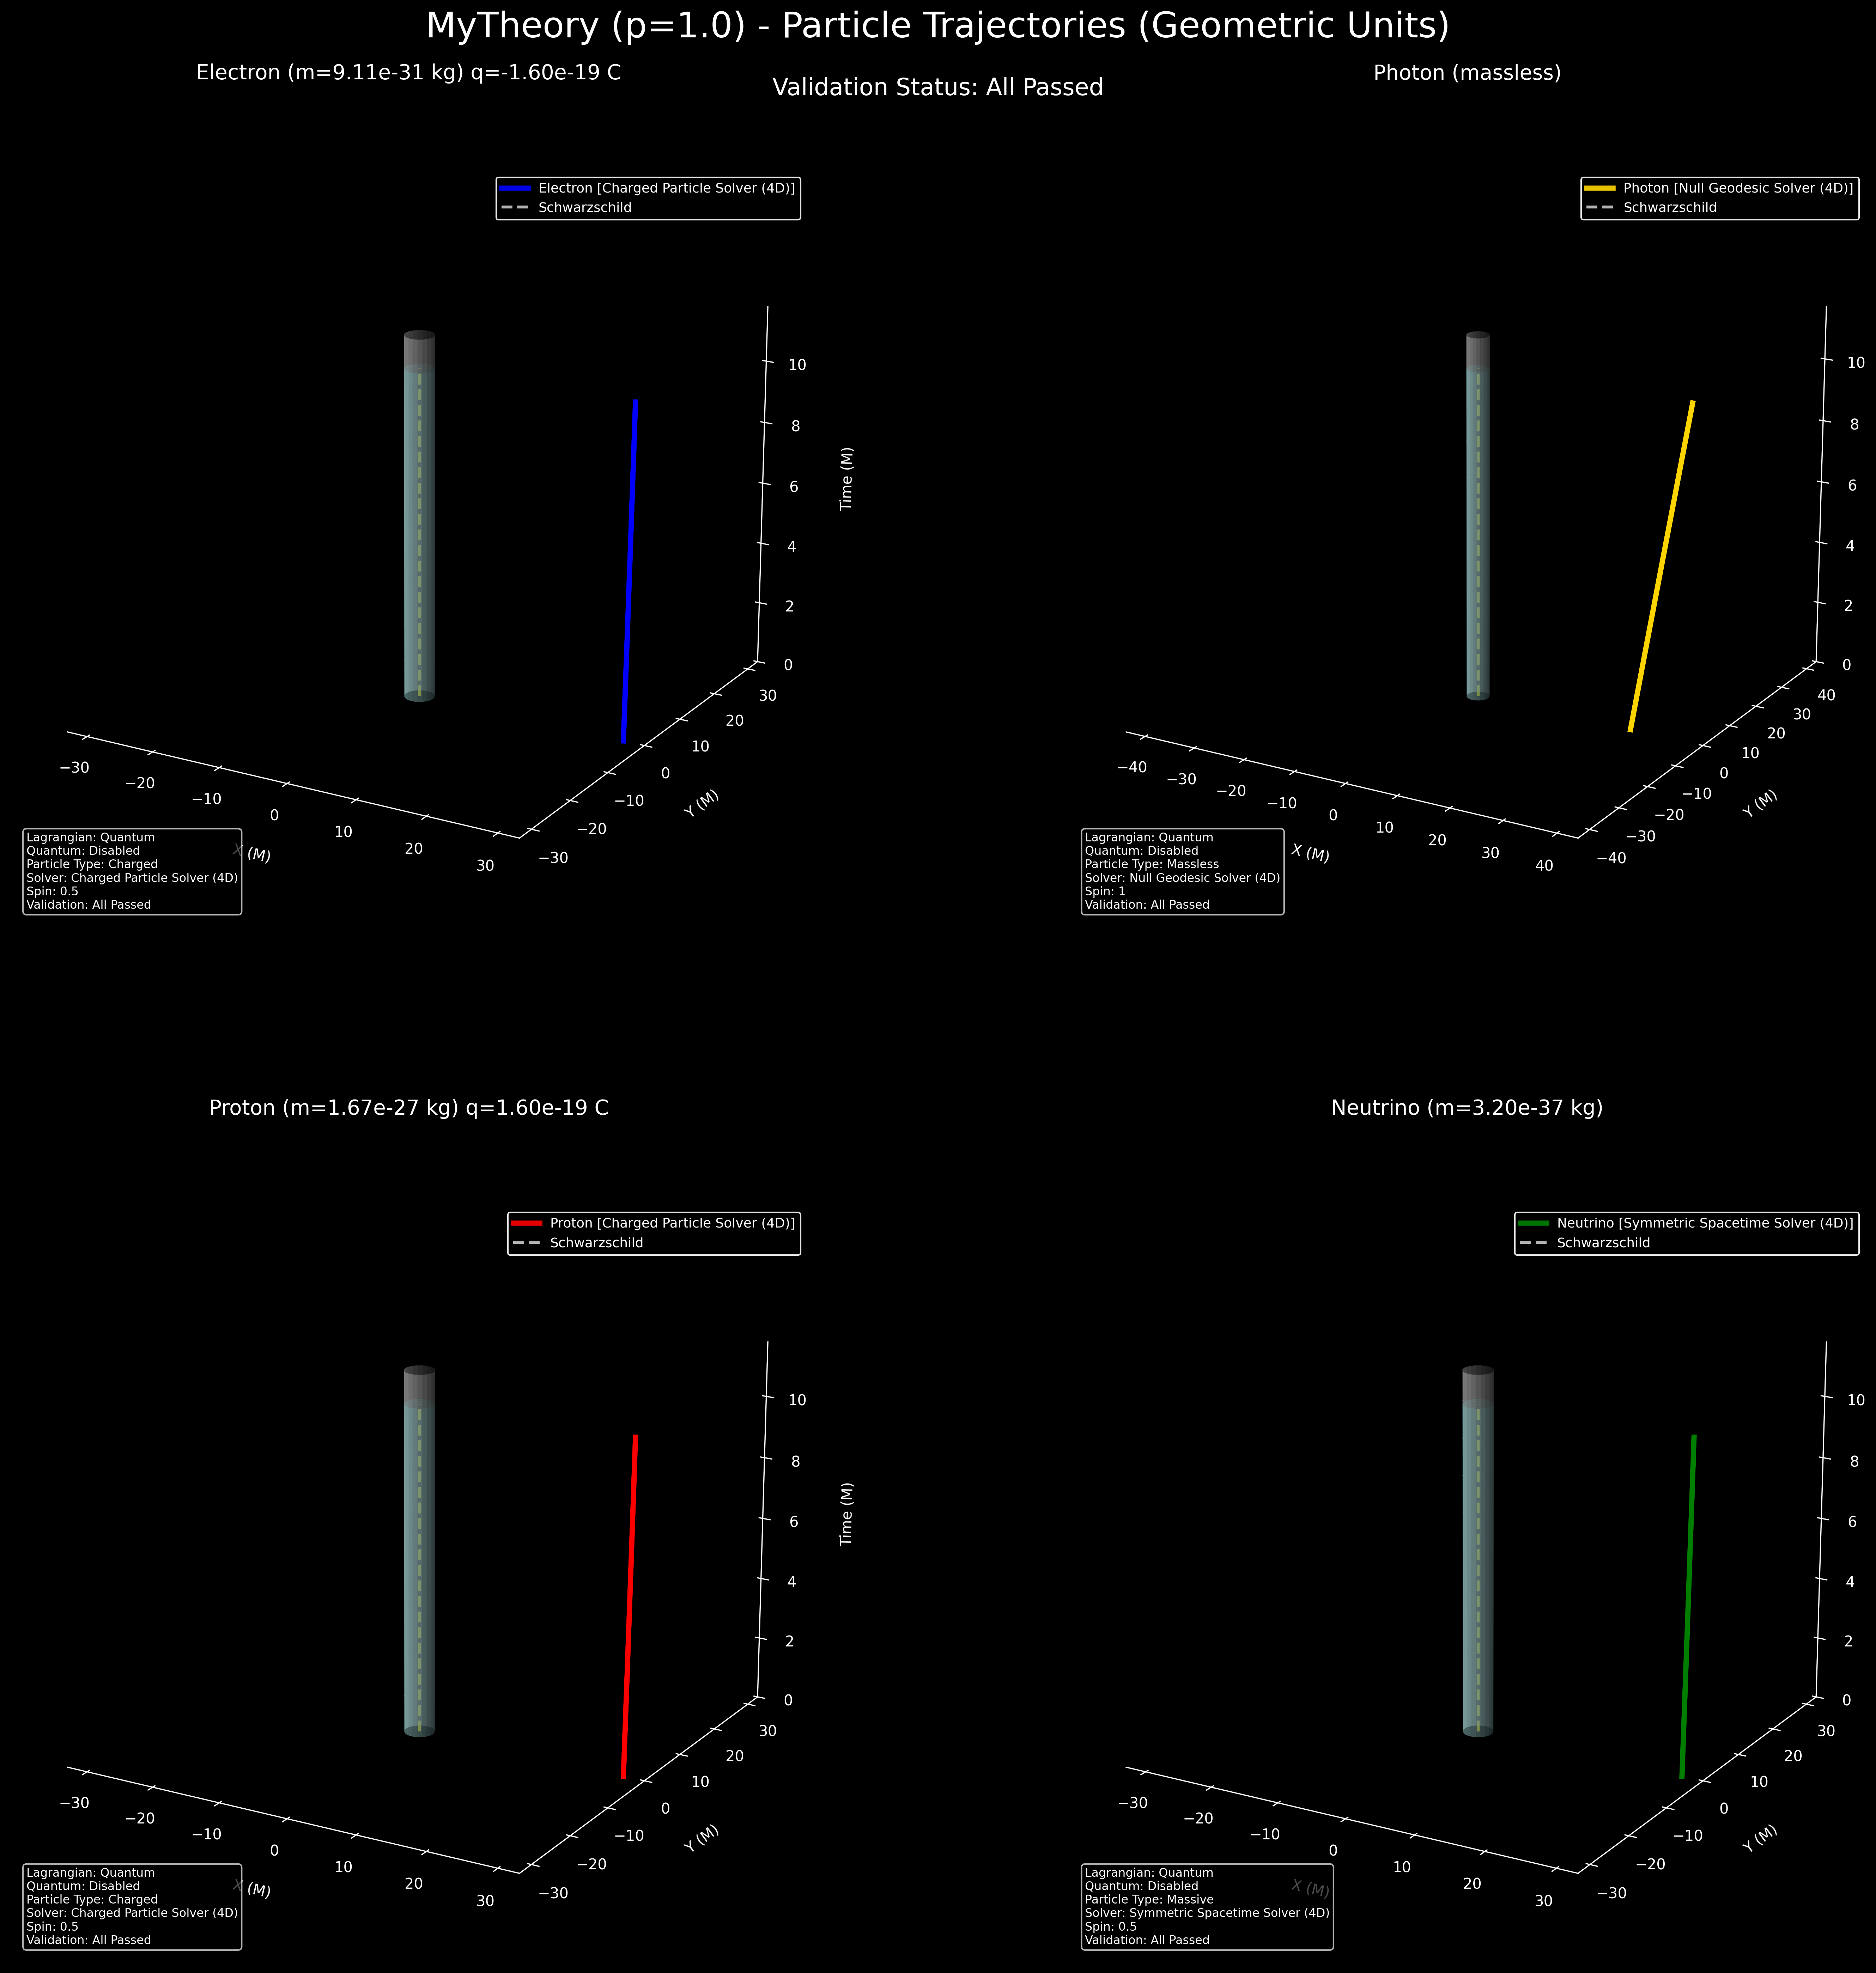 MyTheory (p=1.0) - Particle Trajectories (Geometric Units)
Validation Status: All Passed
Electron (m=9.11e-31 kg) q=-1.60e-19 C
Electron [Charged Particle Solver (4D)]
Schwarzschild
10
8
6
4
2
0
Time (M)
−30
−20
−10
0
10
20
30
X (M)
−30
−20
−10
0
10
20
30
Y (M)
Lagrangian: Quantum
Quantum: Disabled
Particle Type: Charged
Solver: Charged Particle Solver (4D)
Spin: 0.5
Validation: All Passed
Photon (massless)
Photon [Null Geodesic Solver (4D)]
Schwarzschild
10
8
6
4
2
0
−40
−30
−20
−10
0
10
20
30
40
X (M)
−40
−30
−20
−10
0
10
20
30
40
Y (M)
Lagrangian: Quantum
Quantum: Disabled
Particle Type: Massless
Solver: Null Geodesic Solver (4D)
Spin: 1
Validation: All Passed
Proton (m=1.67e-27 kg) q=1.60e-19 C
Proton [Charged Particle Solver (4D)]
Schwarzschild
10
8
6
4
2
0
Time (M)
−30
−20
−10
0
10
20
30
X (M)
−30
−20
−10
0
10
20
30
Y (M)
Lagrangian: Quantum
Quantum: Disabled
Particle Type: Charged
Solver: Charged Particle Solver (4D)
Spin: 0.5
Validation: All Passed
Neutrino (m=3.20e-37 kg)
Neutrino [Symmetric Spacetime Solver (4D)]
Schwarzschild
10
8
6
4
2
0
−30
−20
−10
0
10
20
30
X (M)
−30
−20
−10
0
10
20
30
Y (M)
Lagrangian: Quantum
Quantum: Disabled
Particle Type: Massive
Solver: Symmetric Spacetime Solver (4D)
Spin: 0.5
Validation: All Passed